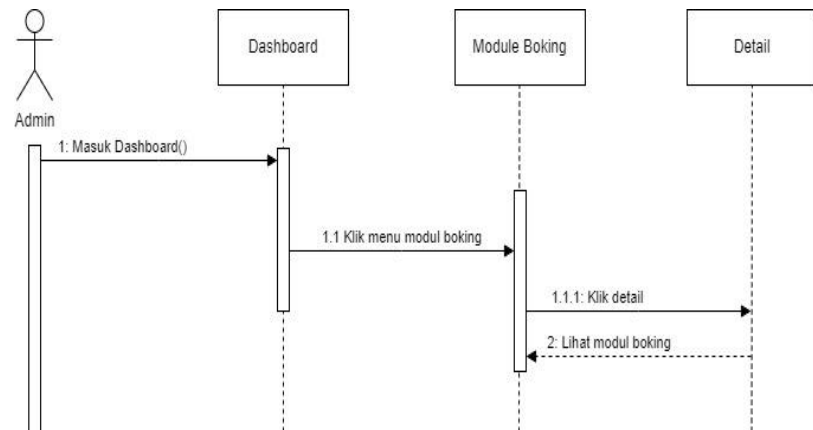 Dashboard
Module Boking
Detail
Admin
1: Masuk Dashboard()
1.1 Klik menu modul boking
1.1.1: Klik detail
2: Lihat modul boking